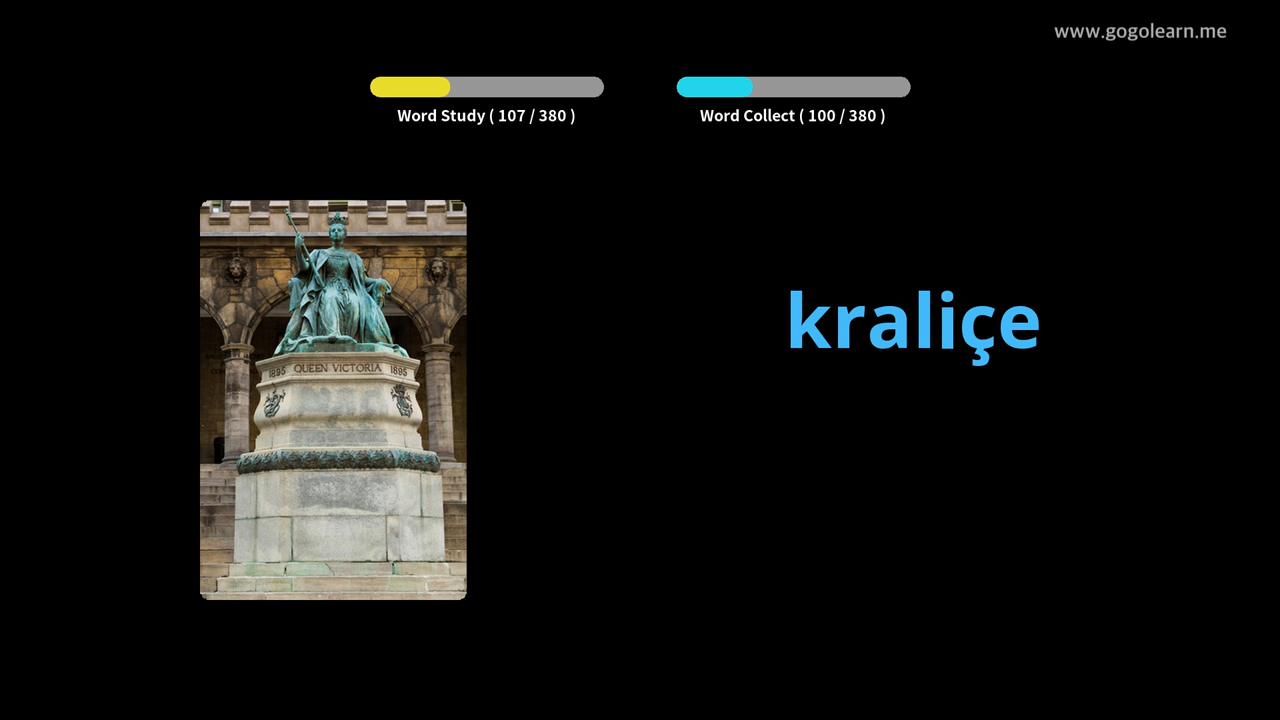 www.gogolearn.me
Word Study ( 107 / 380 )
Word Collect ( 100 / 380 )
kraliçe
1895 QUEEN VICTORIA 1895